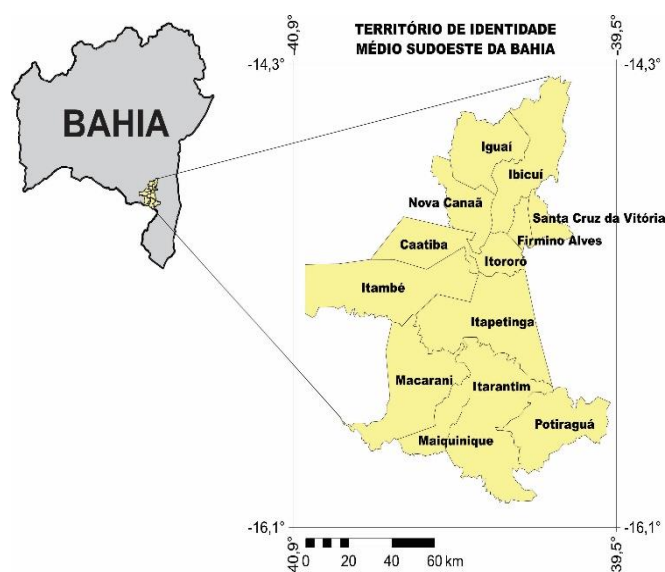 TERRITÓRIO DE IDENTIDADE
MÉDIO SUDOESTE DA BAHIA
-40,9°
-39,5°
-14,3°
-14,3°
BAHIA
Iguaí
Ibicuí
Nova Canaã
Santa Cruz da Vitória
Firmino Alves
Caatiba
Itororó
Itambé
Itapetinga
Macarani
Itarantim
Potiraguá
Maiquinique
-16,1°
-16,1°
-40,9°
-39,5°
0 20 40 60 km